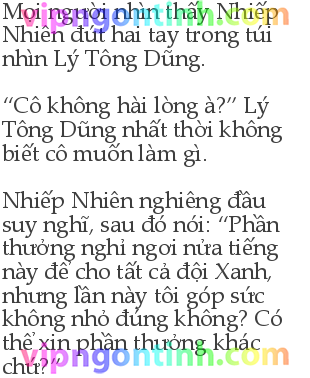 Mọi người nhìn thấy Nhiếp
Nhiên đút hai tay trong túi
nhìn Lý Tông Dũng.
“Cô không hài lòng à?” Lý
Tông Dũng nhất thời không
biết cô muốn làm gì.
Nhiếp Nhiên nghiêng đầu
suy nghĩ, sau đó nói: “Phần
thưởng nghỉ ngơi nửa tiếng
này để cho tất cả đội Xanh,
nhưng lần này tôi góp sức
không nhỏ đúng không? Có
thể xin phần thưởng khác
chứ?”
vipngontinh.com
vipngontinh.com